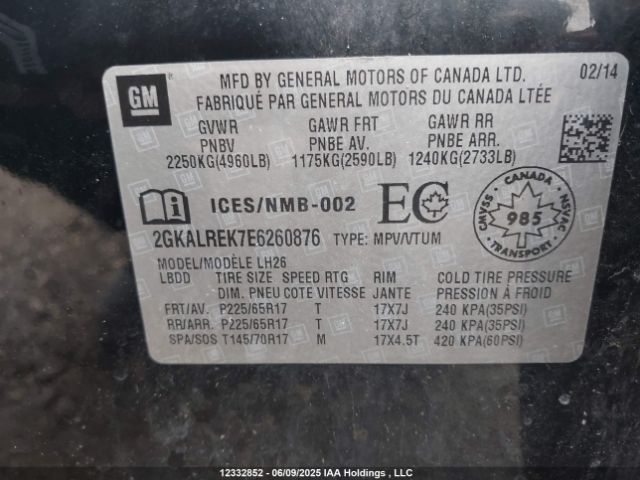 GM
MFD BY GENERAL MOTORS OF CANADA LTD. 02/14
FABRIQUÉ PAR GENERAL MOTORS DU CANADA LTÉE
GVWR GAWR FRT GAWR RR
PNBV PNBE AV. PNBE ARR.
2250KG(4960LB) 1175KG(2590LB) 1240KG(2733LB)
ICES/NMB-002 EC
CANADA
CMVSS 985 NSVAC
2GKALREK7E6260876 TYPE: MPV/VTUM
MODEL/MODÈLE LH26
LBDD TIRE SIZE SPEED RTG RIM COLD TIRE PRESSURE
DIM. PNEU COTE VITESSE JANTE PRESSION À FROID
FRT/AV. P225/65R17 T 17X7J 240 KPA(35PSI)
RR/ARR. P225/65R17 T 17X7J 240 KPA(35PSI)
SPA/SOS T145/70R17 M 17X4.5T 420 KPA(60PSI)
12332852 - 06/09/2025 IAA Holdings , LLC